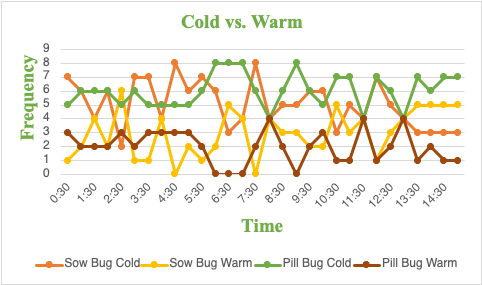 Cold vs. Warm
Frequency
9
8
7
6
5
4
3
2
1
0
0:30 1:30 2:30 3:30 4:30 5:30 6:30 7:30 8:30 9:30 10:30 11:30 12:30 13:30 14:30
Time
Sow Bug Cold Sow Bug Warm Pill Bug Cold Pill Bug Warm